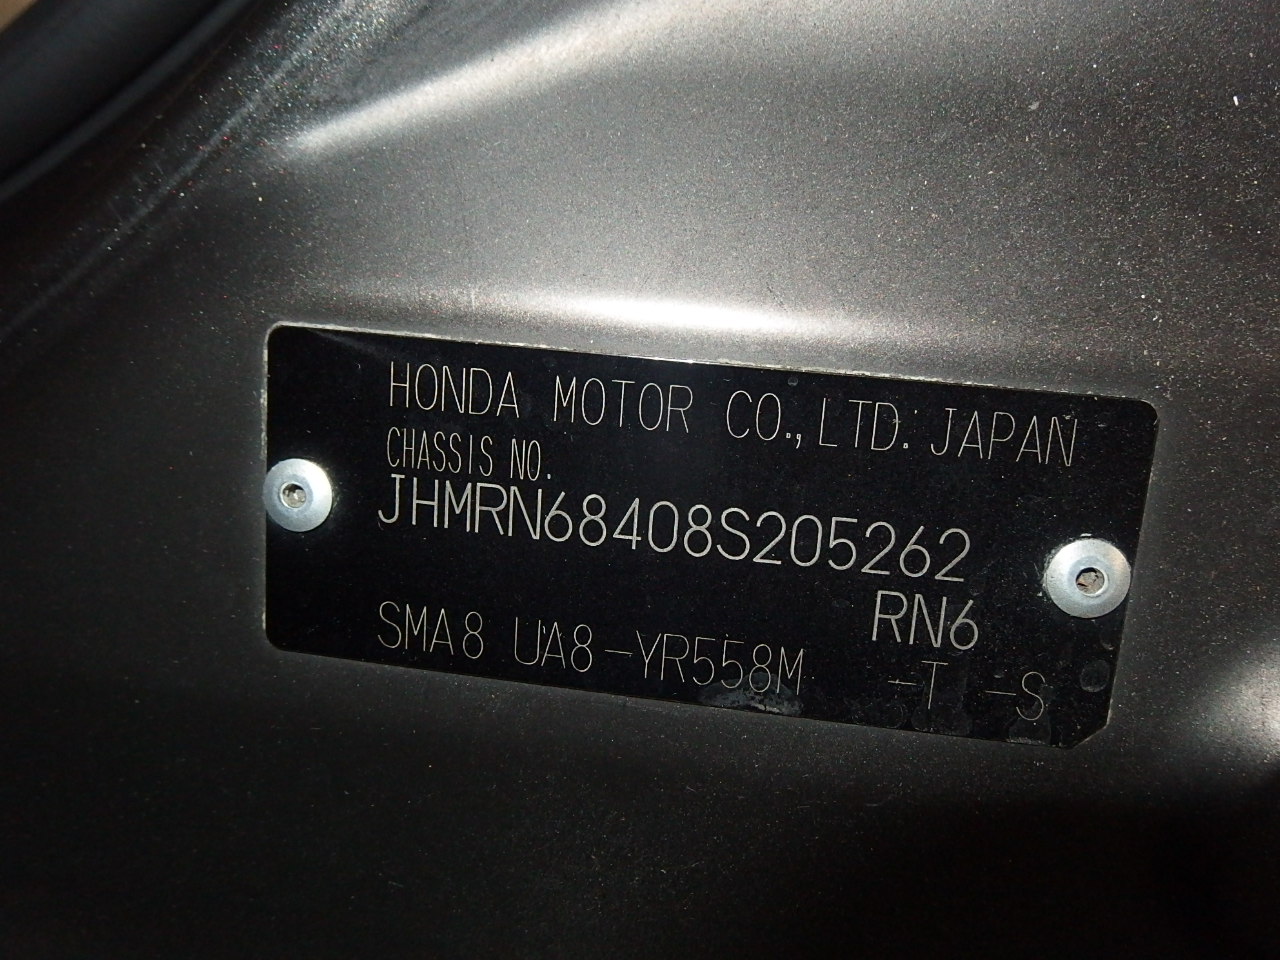 HONDA MOTOR CO., LTD. JAPAN
CHASSIS NO.
JHMRN68408S205262
RN6
SMA8 UA8-YR558M -T -S